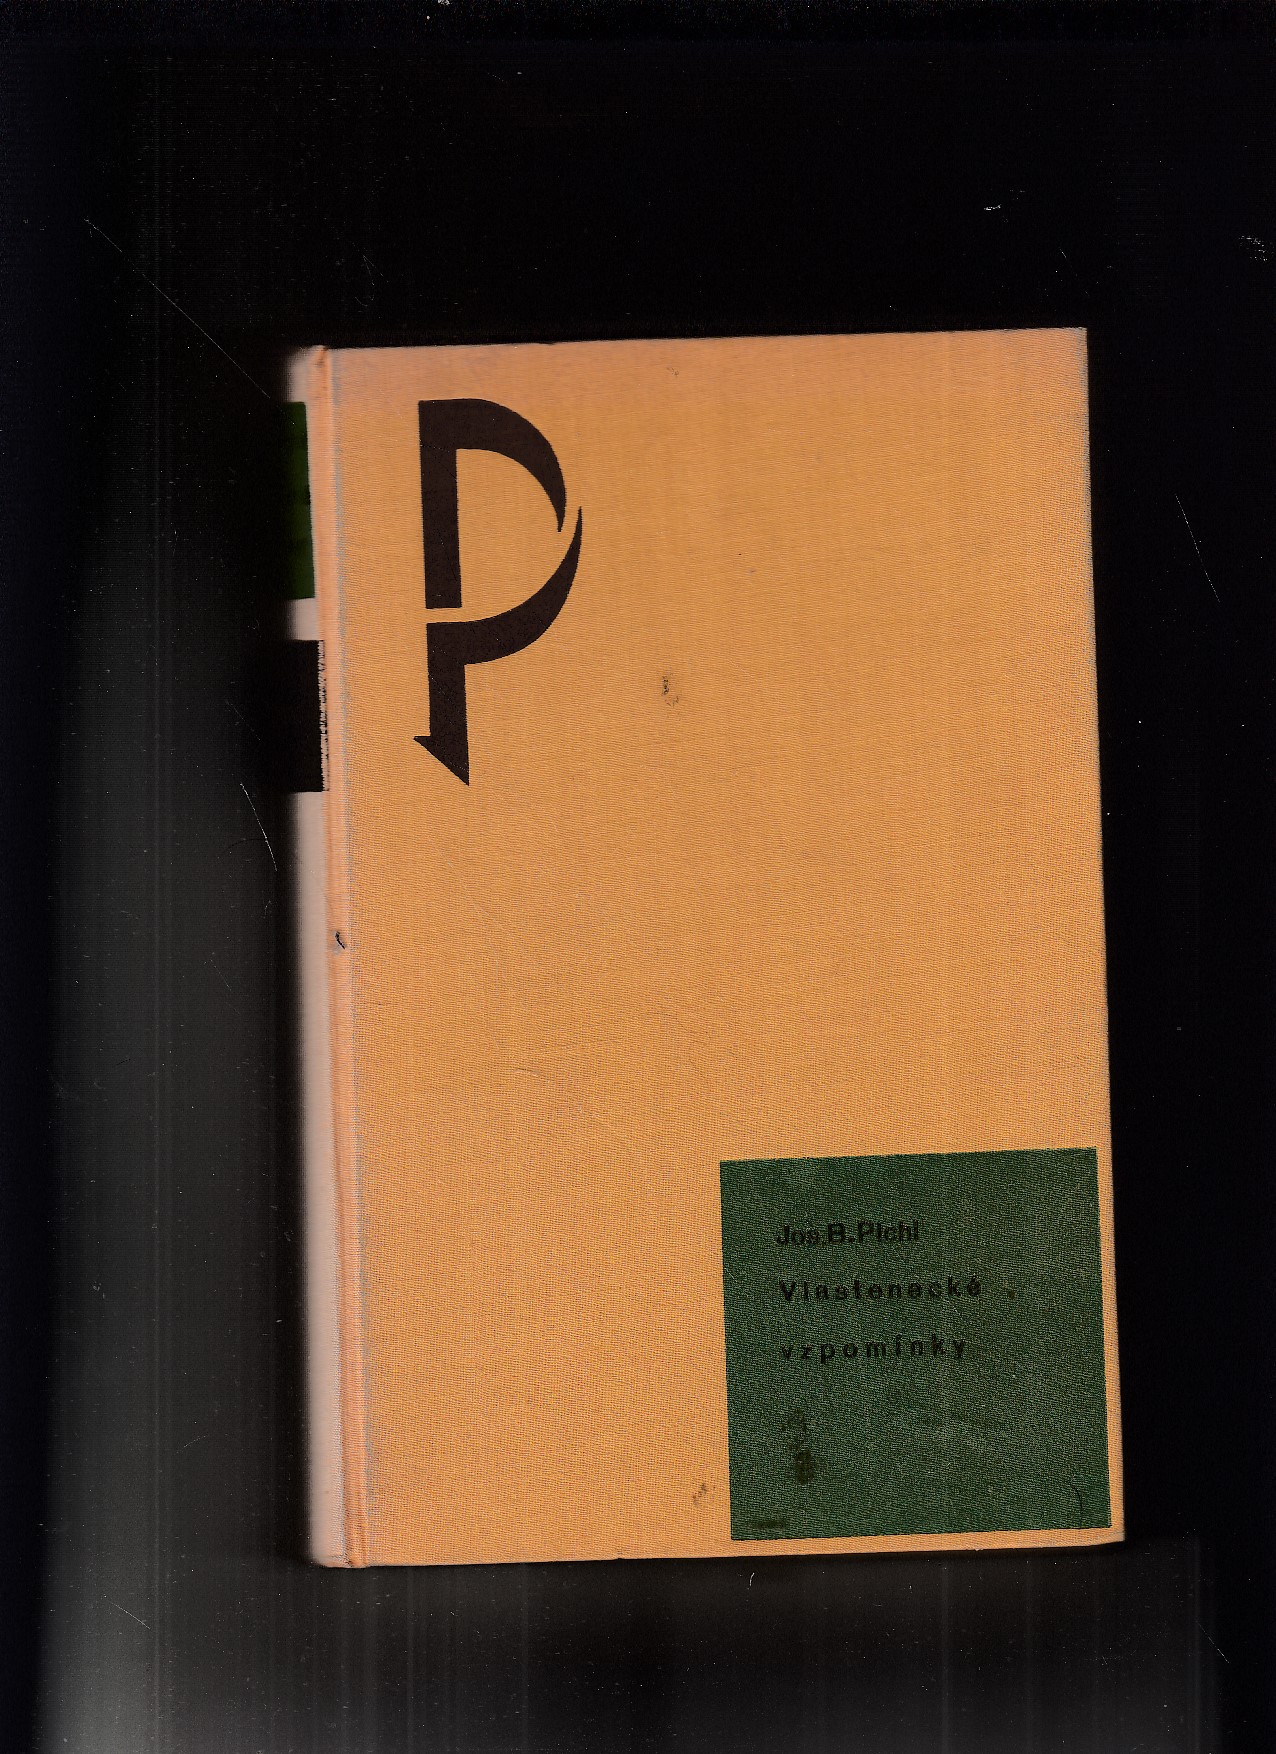 P
Jos. B. Pichl
Vlastenecké
vzpomínky